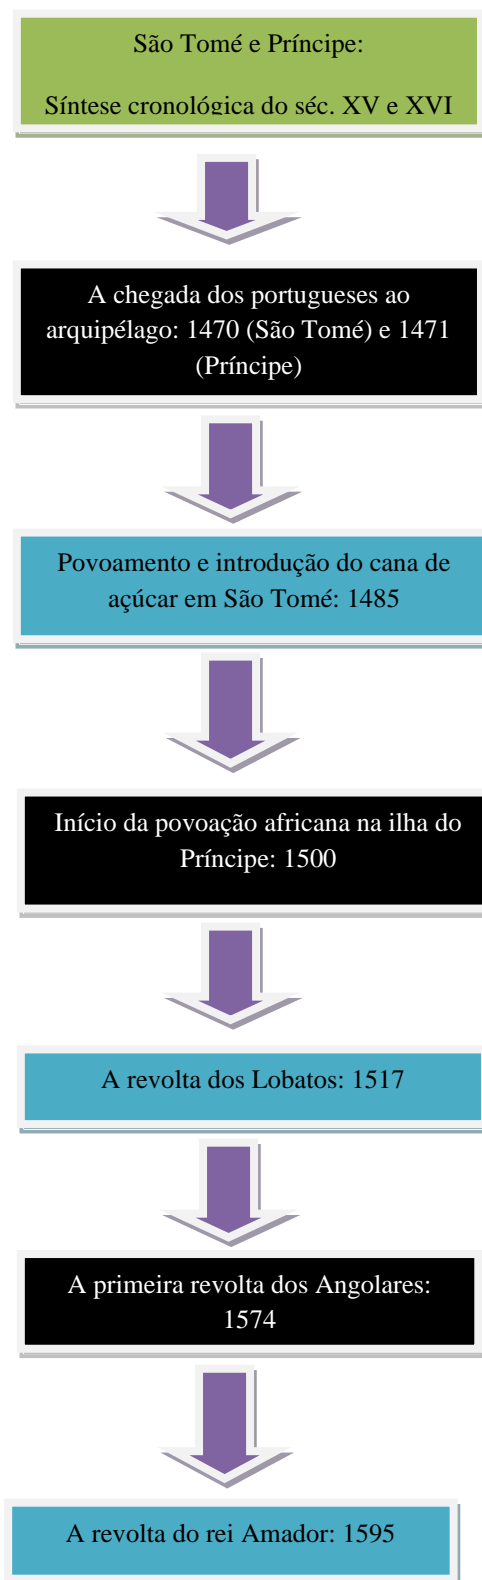 São Tomé e Príncipe:
Síntese cronológica do séc. XV e XVI
A chegada dos portugueses ao
arquipélago: 1470 (São Tomé) e 1471
(Príncipe)
Povoamento e introdução do cana de
açúcar em São Tomé: 1485
Início da povoação africana na ilha do
Príncipe: 1500
A revolta dos Lobatos: 1517
A primeira revolta dos Angolares:
1574
A revolta do rei Amador: 1595